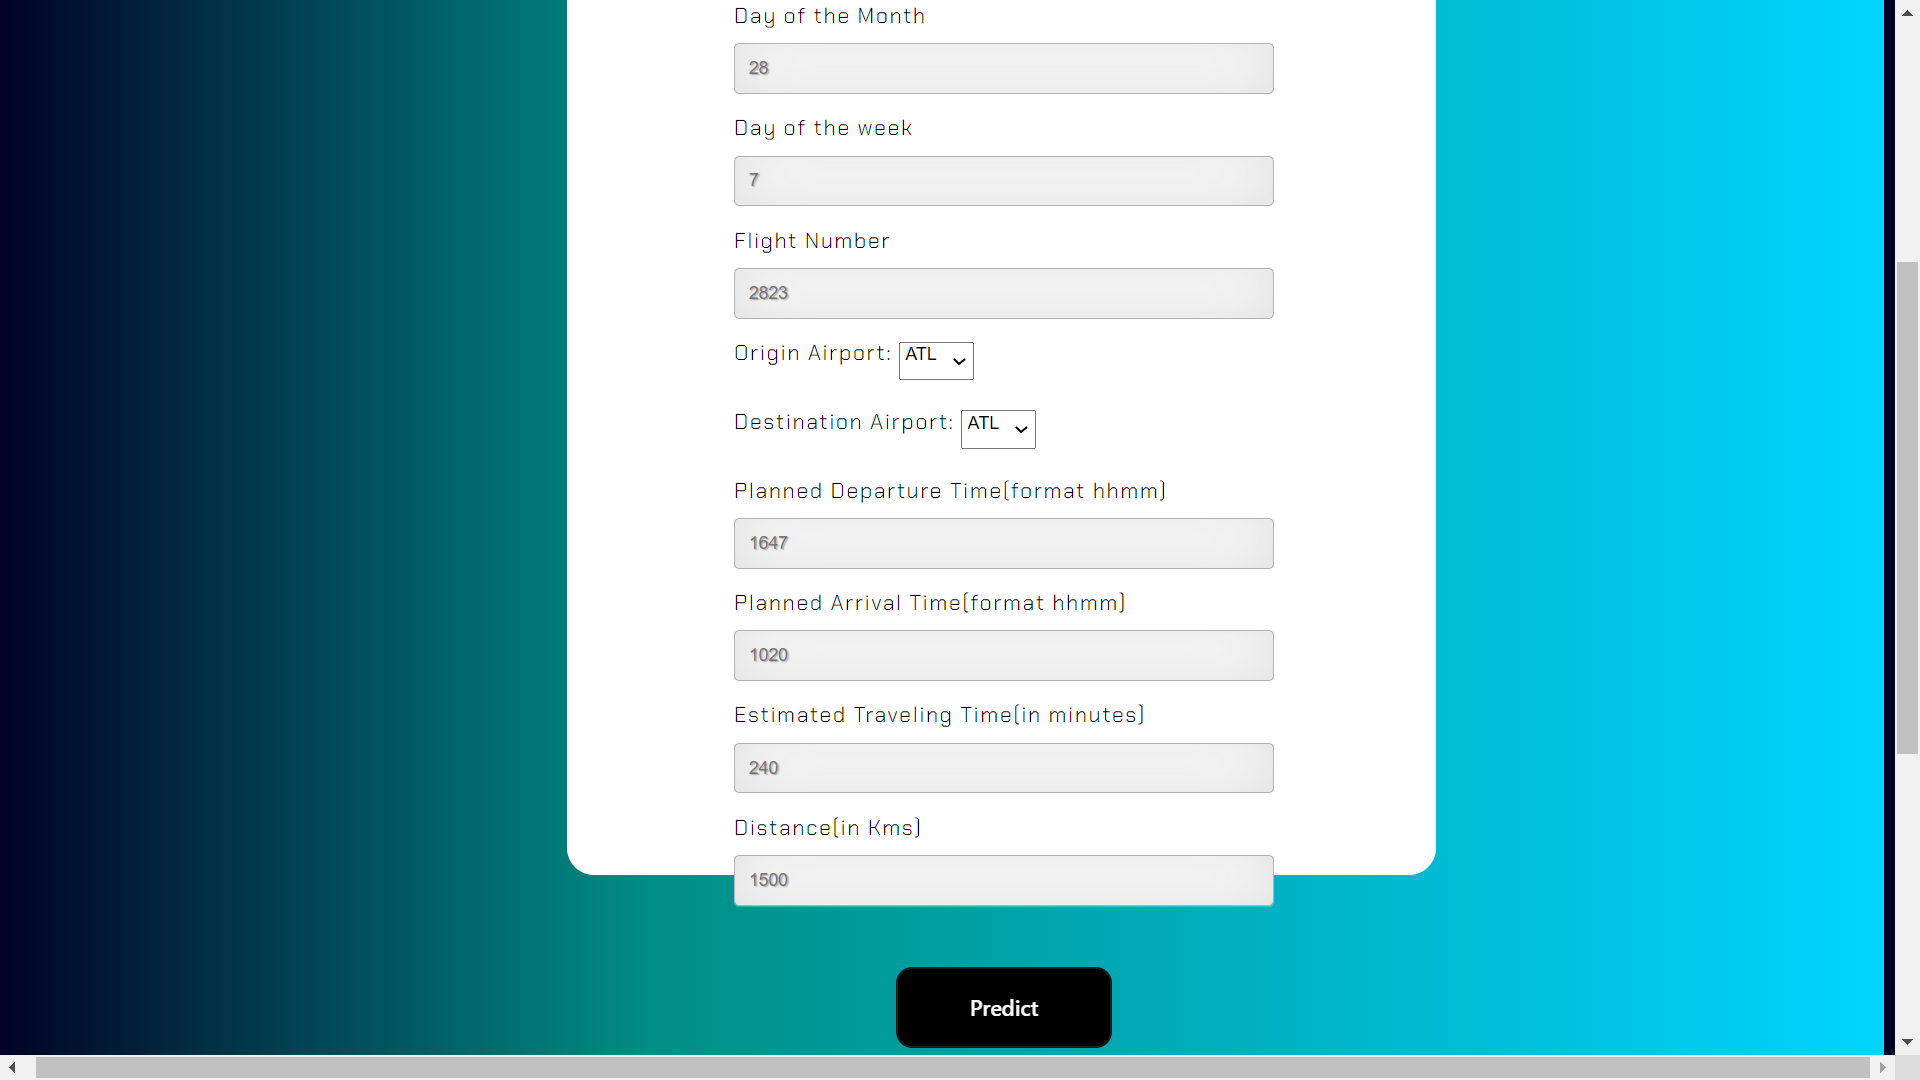 Day of the Month
28
Day of the week
7
Flight Number
2823
Origin Airport: ATL
Destination Airport: ATL
Planned Departure Time(format hhmm)
1647
Planned Arrival Time(format hhmm)
1020
Estimated Traveling Time(in minutes)
240
Distance(in Kms)
1500
Predict